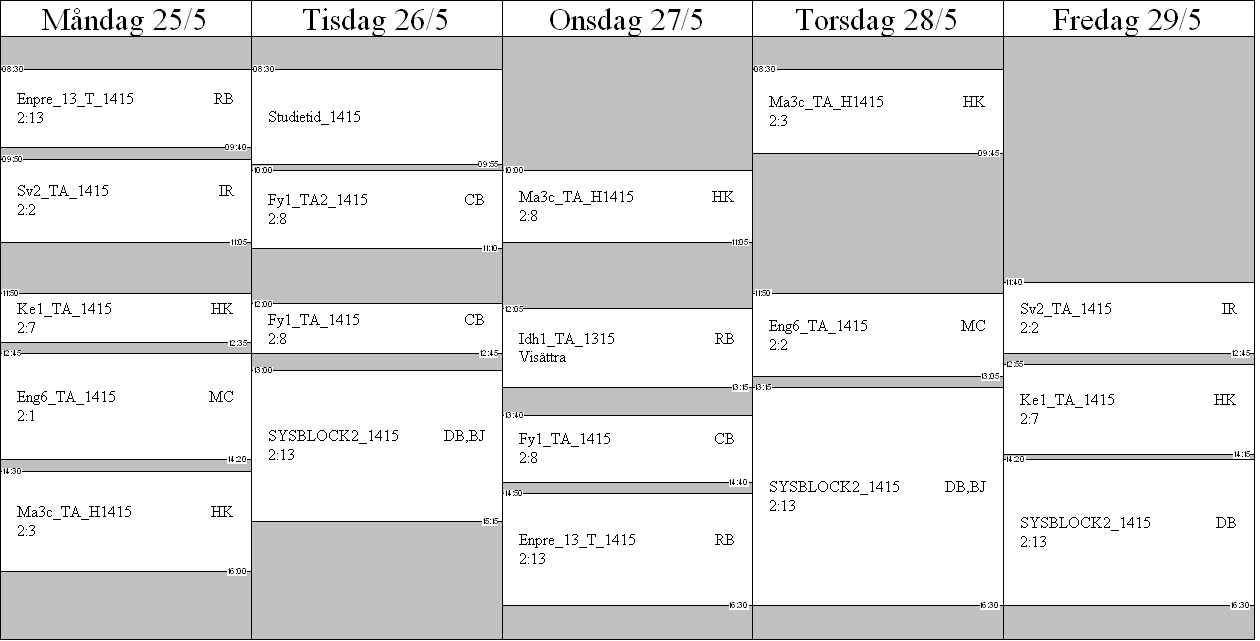 Måndag 25/5
08:30
Enpre_13_T_1415 RB
2:13
09:40
09:50
Sv2_TA_1415 IR
2:2
11:05
11:50
Ke1_TA_1415 HK
2:7
12:35
12:45
Eng6_TA_1415 MC
2:1
14:20
14:30
Ma3c_TA_H1415 HK
2:3
16:00
Tisdag 26/5
08:30
Studietid_1415
09:55
10:00
Fy1_TA2_1415 CB
2:8
11:10
12:00
Fy1_TA_1415 CB
2:8
12:45
13:00
SYSBLOCK2_1415 DB,BJ
2:13
15:15
Onsdag 27/5
10:00
Ma3c_TA_H1415 HK
2:8
11:05
12:05
Idh1_TA_1315 RB
Visättra
13:15
13:40
Fy1_TA_1415 CB
2:8
14:40
14:50
Enpre_13_T_1415 RB
2:13
16:30
Torsdag 28/5
08:30
Ma3c_TA_H1415 HK
2:3
09:45
11:50
Eng6_TA_1415 MC
2:2
13:05
13:15
SYSBLOCK2_1415 DB,BJ
2:13
16:30
Fredag 29/5
11:40
Sv2_TA_1415 IR
2:2
12:45
12:55
Ke1_TA_1415 HK
2:7
14:15
14:20
SYSBLOCK2_1415 DB
2:13
16:30